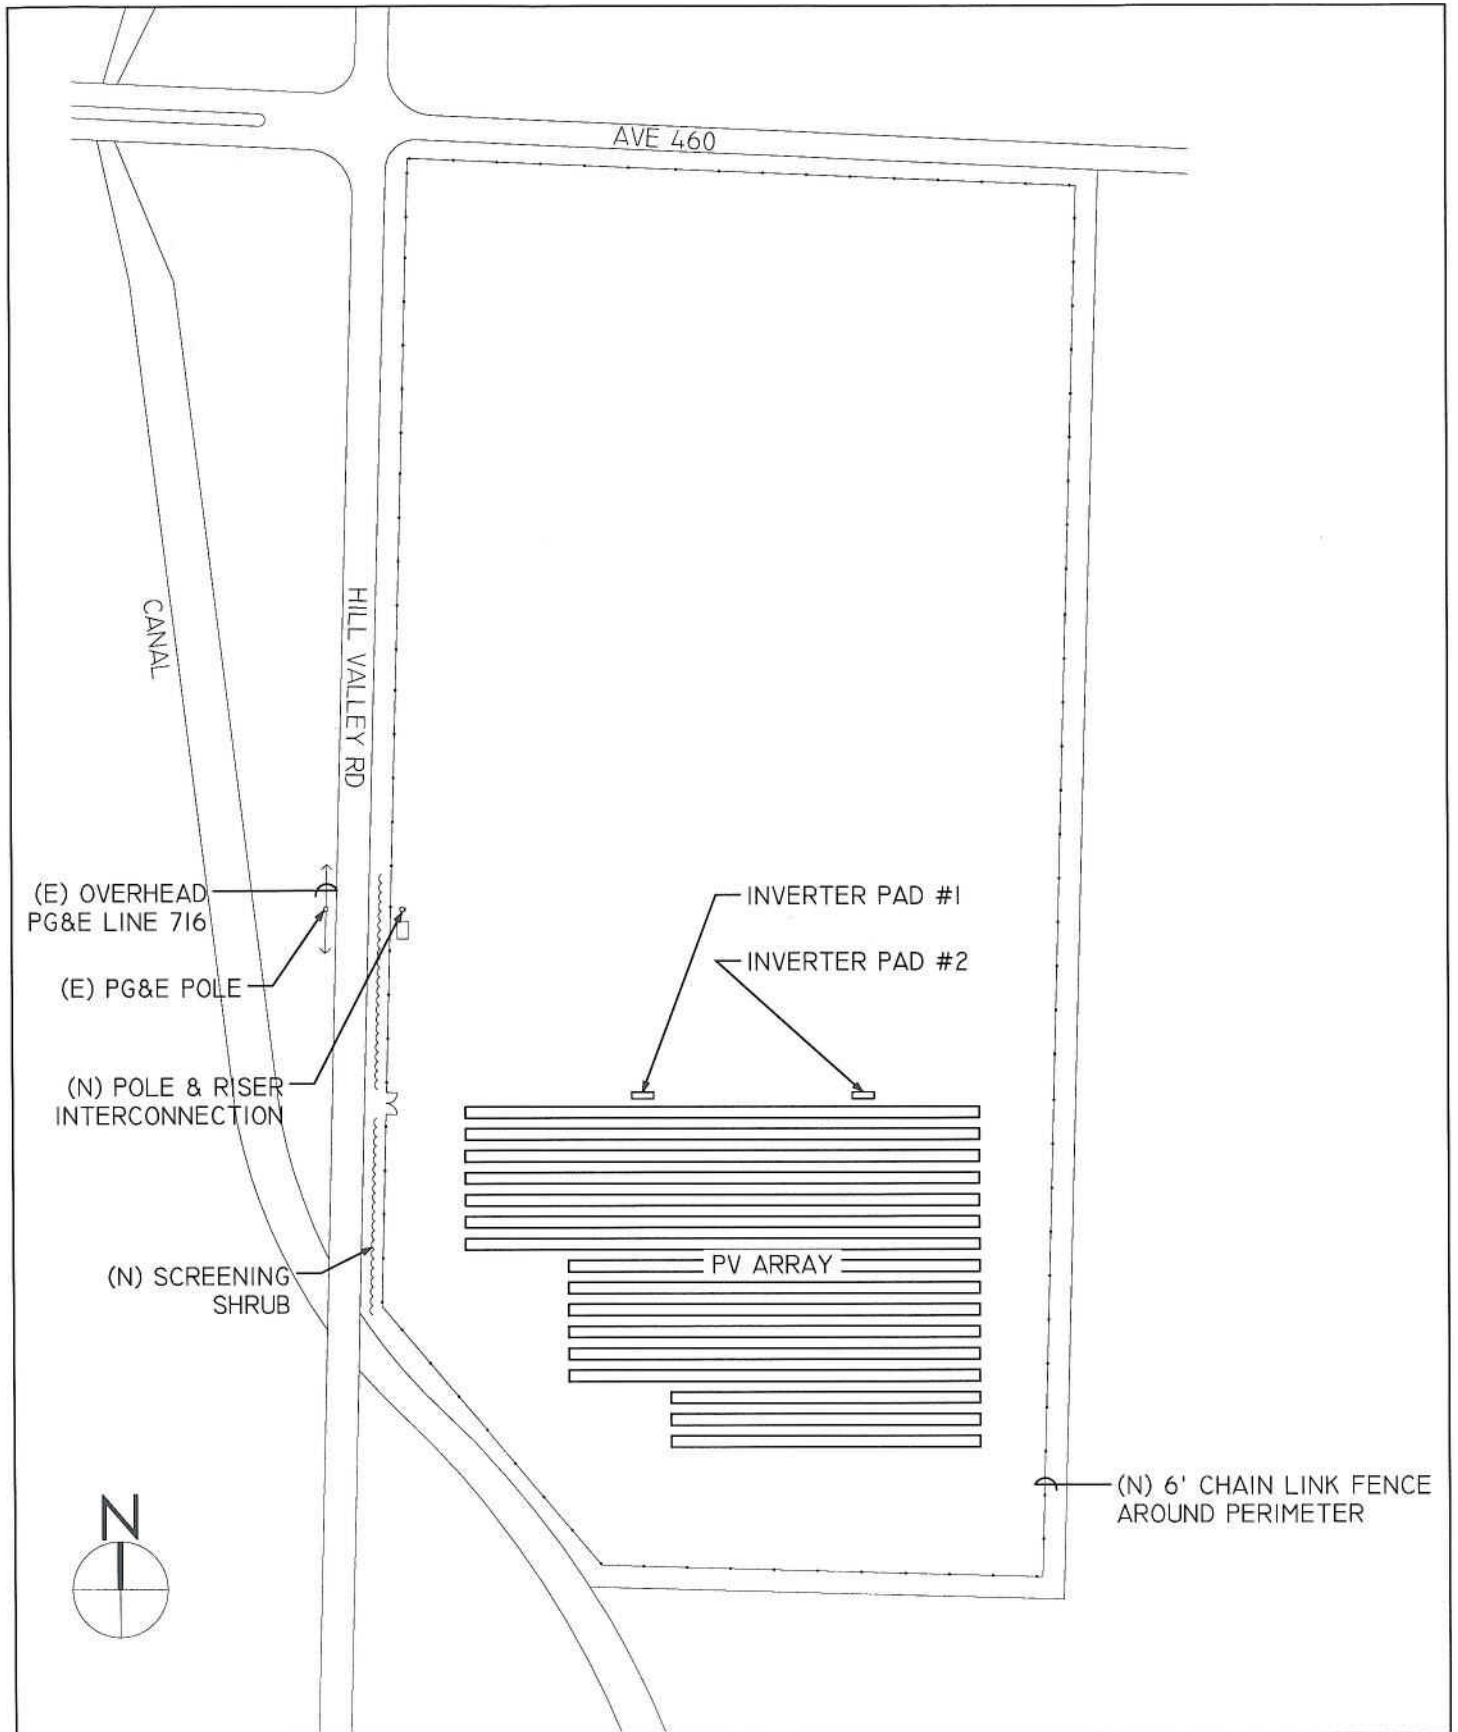 AVE 460
CANAL
HILL VALLEY RD
(E) OVERHEAD
PG&E LINE 716
(E) PG&E POLE
(N) POLE & RISER
INTERCONNECTION
(N) SCREENING
SHRUB
INVERTER PAD #1
INVERTER PAD #2
PV ARRAY
(N) 6' CHAIN LINK FENCE
AROUND PERIMETER
N